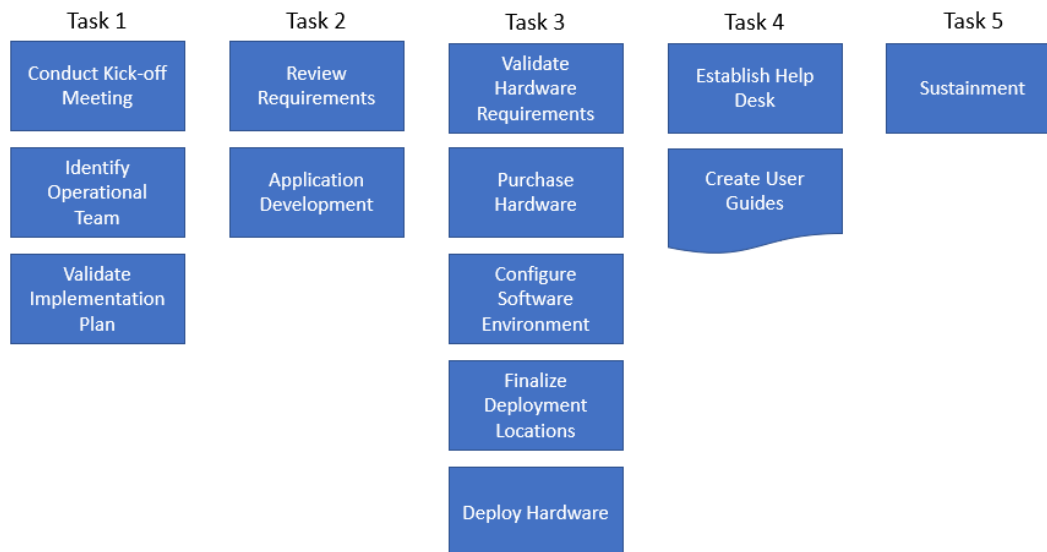 Task 1
Task 2
Task 3
Task 4
Task 5
Conduct Kick-off
Meeting
Identify
Operational
Team
Validate
Implementation
Plan
Review
Requirements
Application
Development
Validate
Hardware
Requirements
Purchase
Hardware
Configure
Software
Environment
Finalize
Deployment
Locations
Deploy Hardware
Establish Help
Desk
Create User
Guides
Sustainment